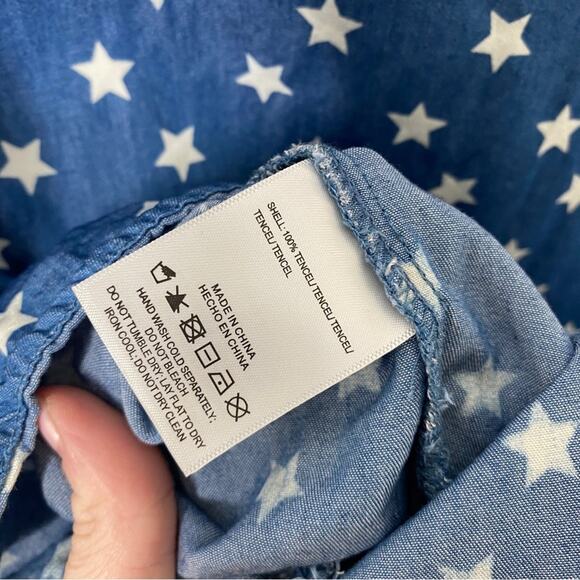 SHELL: 100% TENCEL/ TENCEL/ TENCEL/
TENCEL/ TENCEL
MADE IN CHINA
HECHO EN CHINA
HAND WASH COLD SEPARATELY;
DO NOT BLEACH
DO NOT TUMBLE DRY; LAY FLAT TO DRY
IRON COOL; DO NOT DRY CLEAN